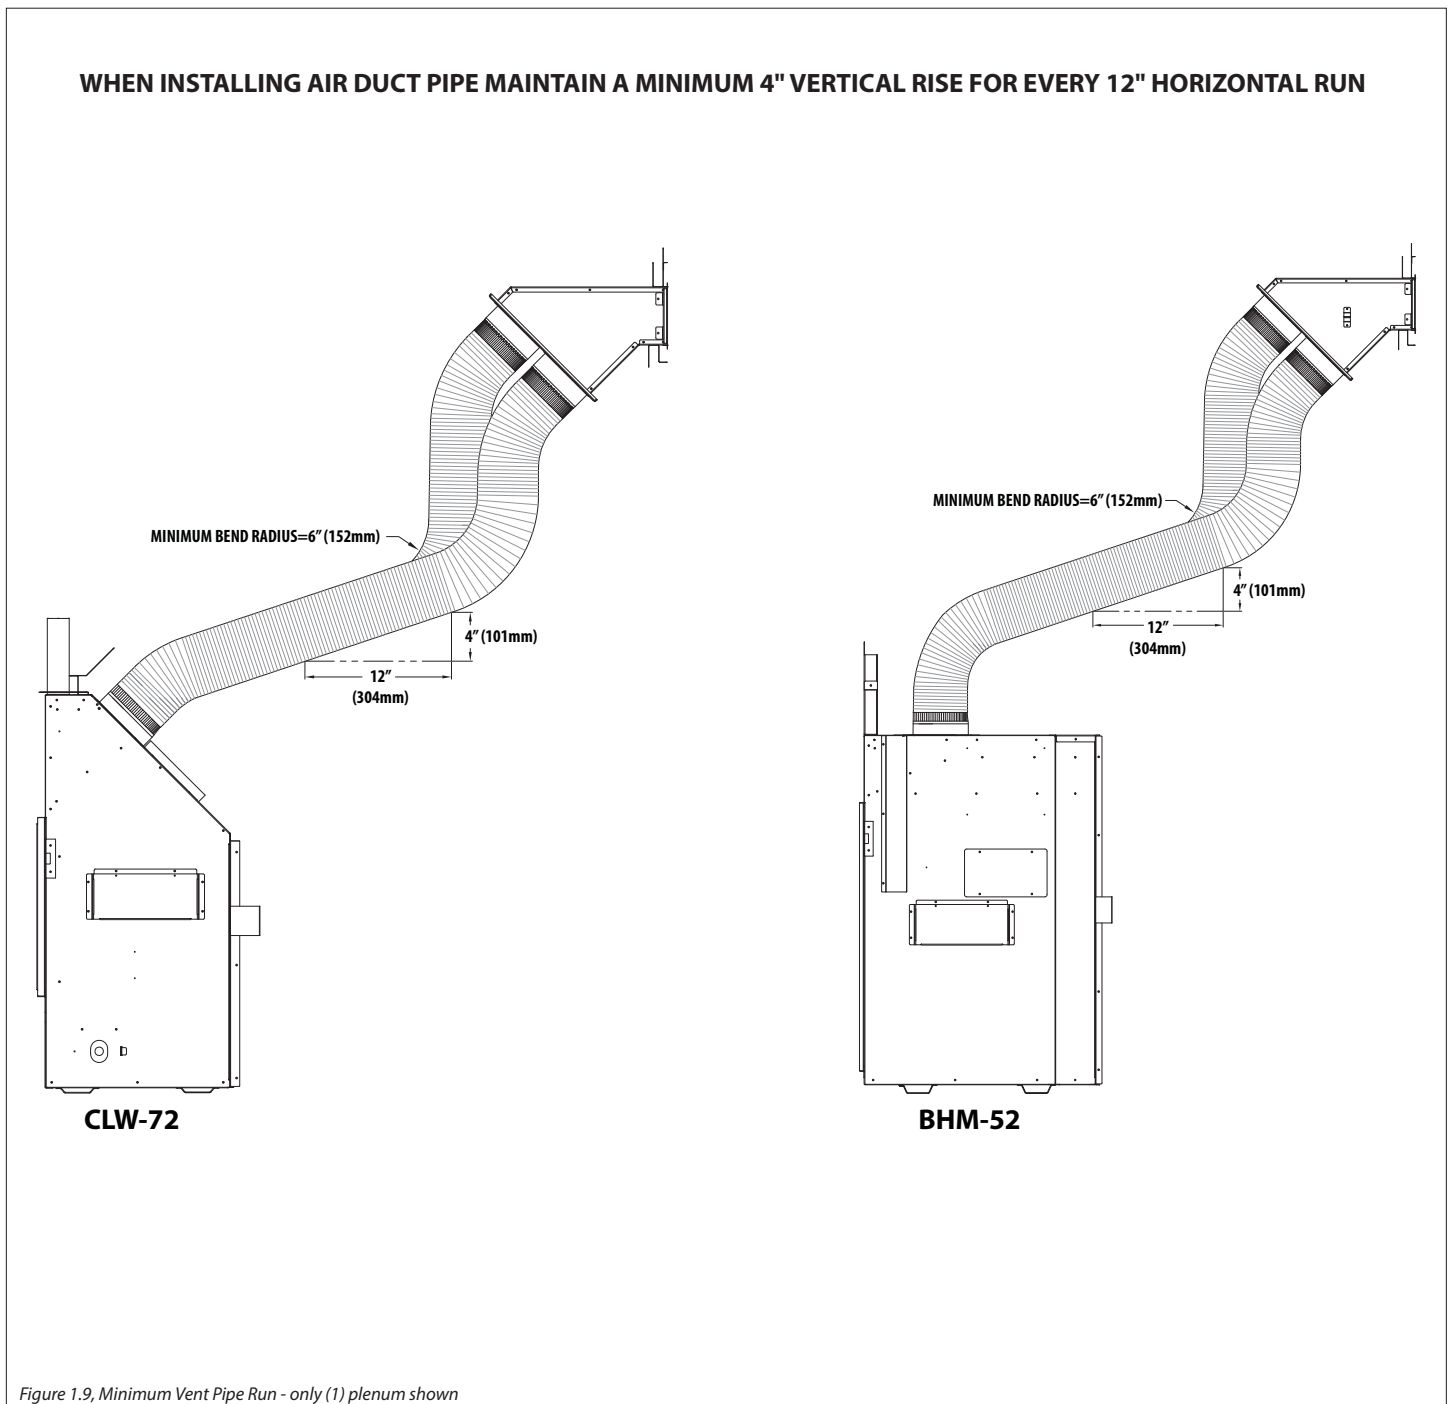 WHEN INSTALLING AIR DUCT PIPE MAINTAIN A MINIMUM 4" VERTICAL RISE FOR EVERY 12" HORIZONTAL RUN
MINIMUM BEND RADIUS=6” (152mm)
4” (101mm)
12”
(304mm)
CLW-72
MINIMUM BEND RADIUS=6” (152mm)
4” (101mm)
12”
(304mm)
BHM-52
Figure 1.9, Minimum Vent Pipe Run - only (1) plenum shown